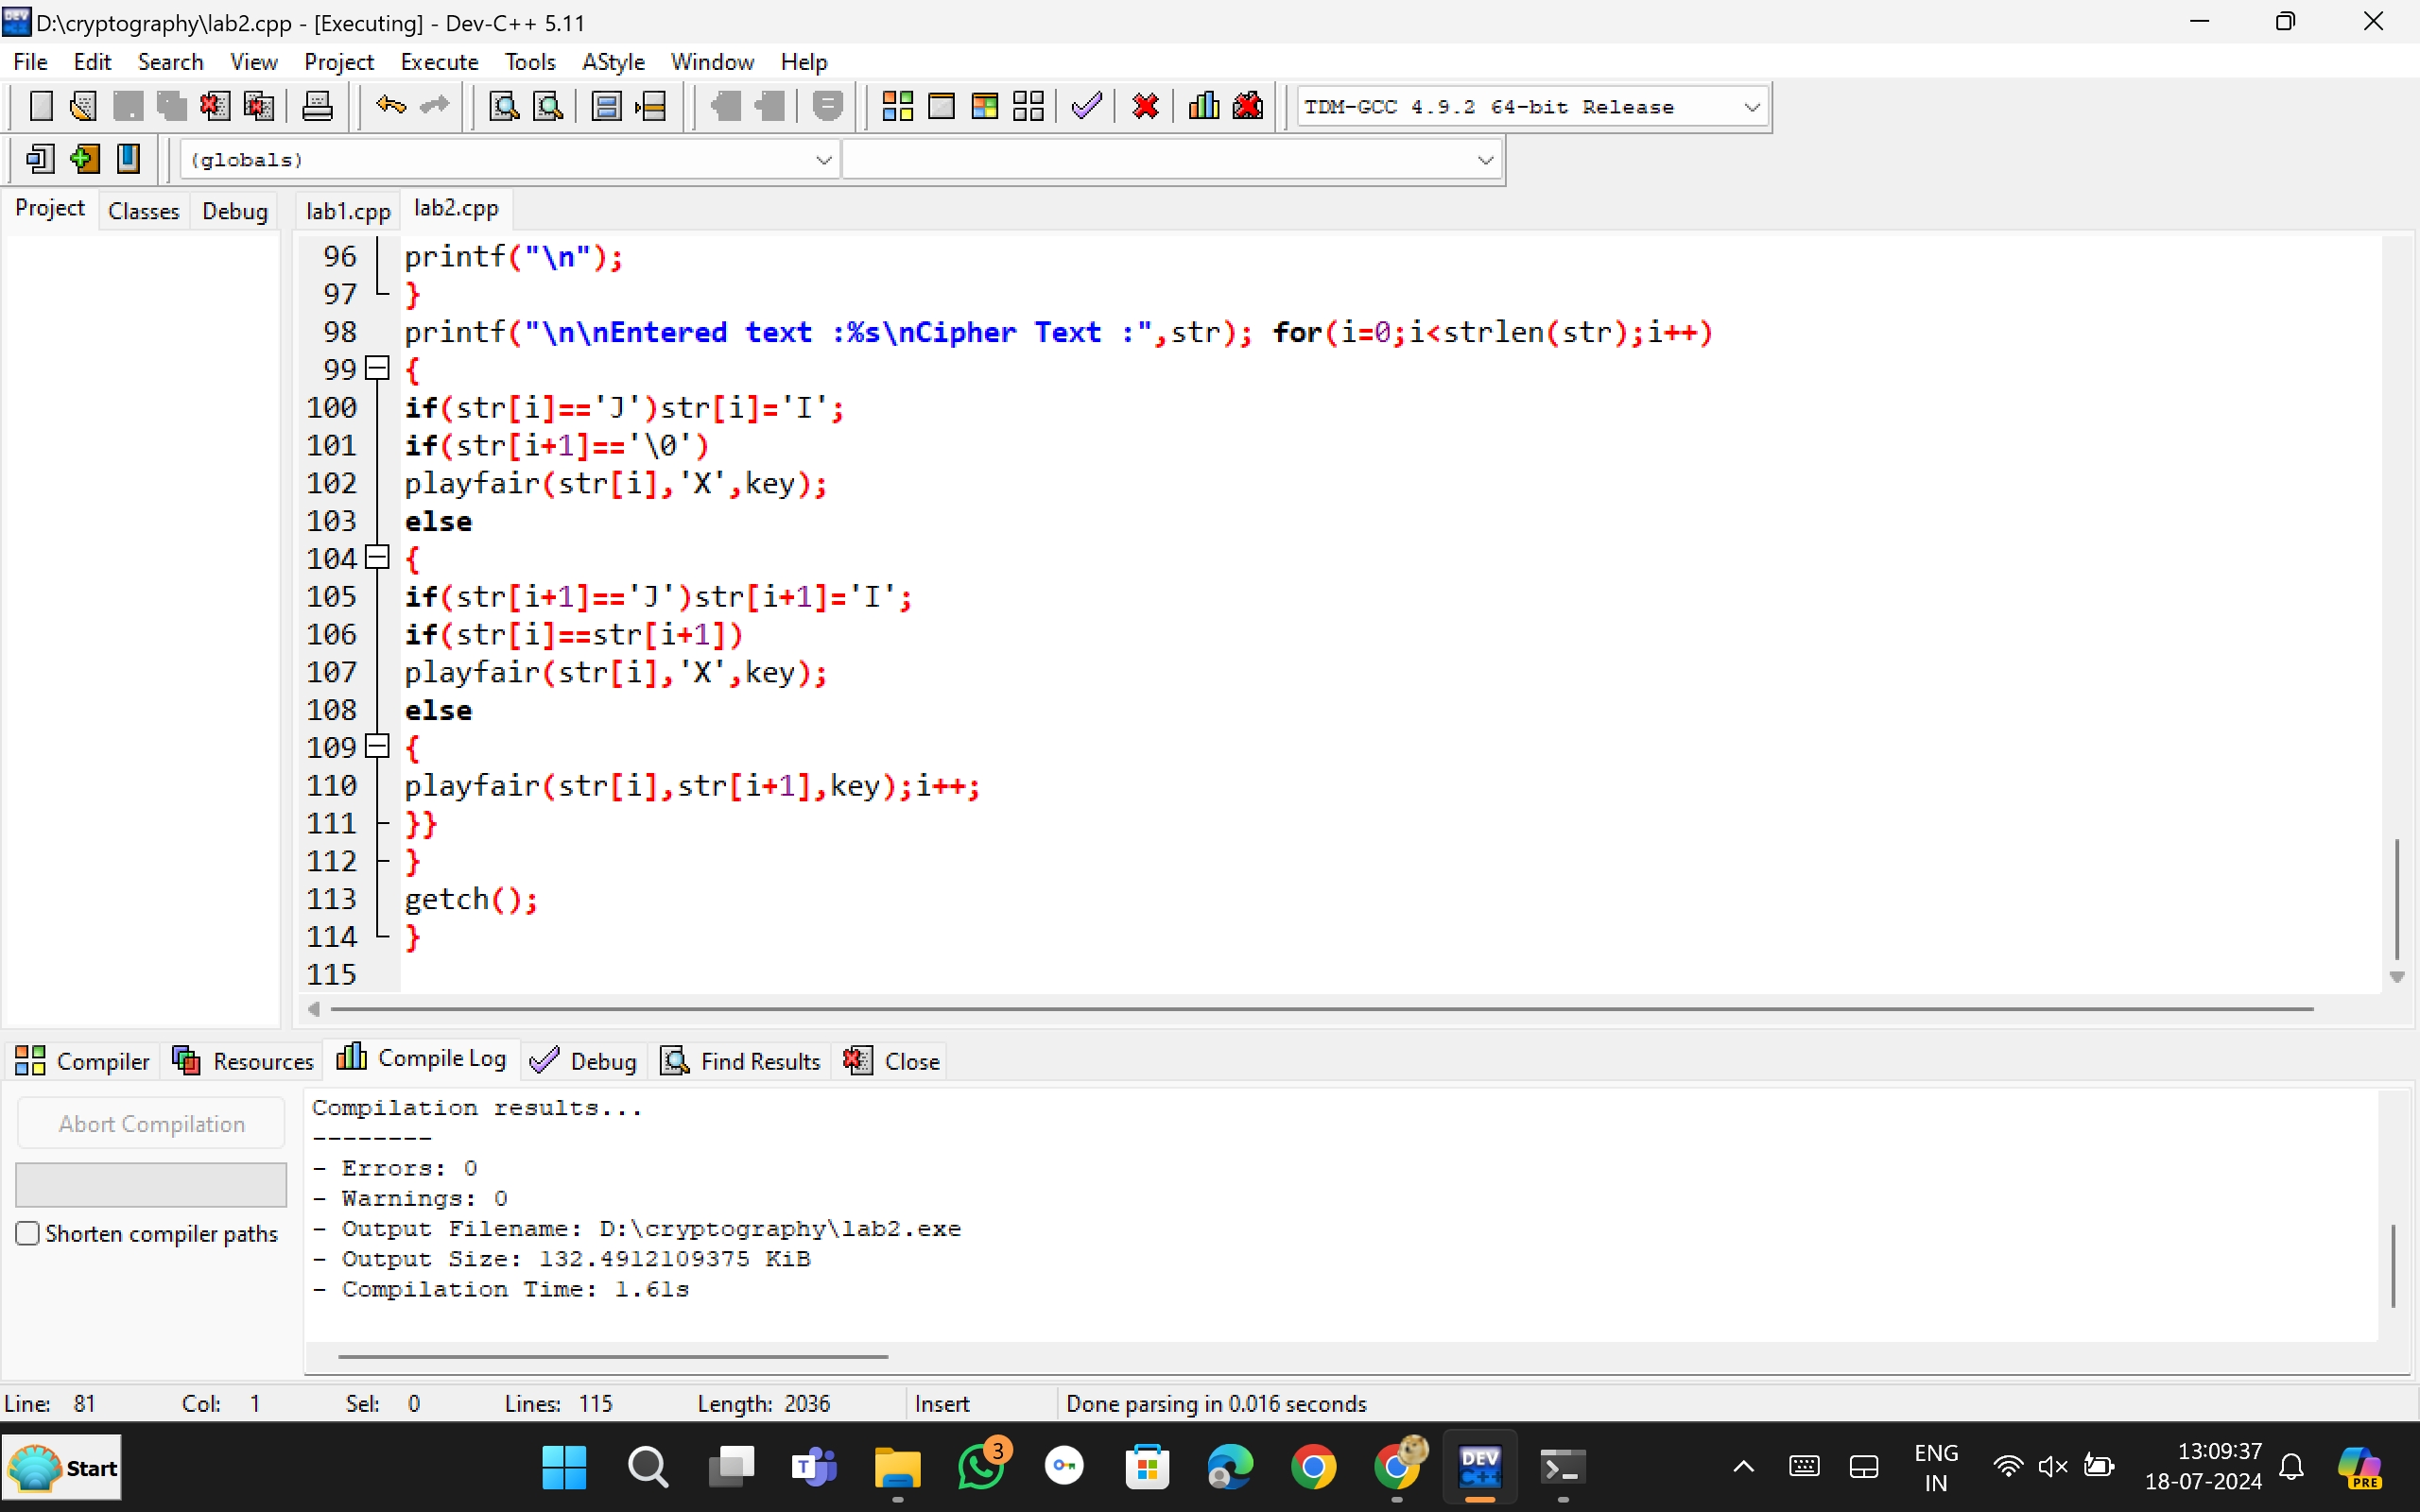 D:\cryptography\lab2.cpp - [Executing] - Dev-C++ 5.11
File Edit Search View Project Execute Tools AStyle Window Help
TDM-GCC 4.9.2 64-bit Release
(globals)
Project Classes Debug lab1.cpp lab2.cpp
96 printf("\n");
97 }
98 printf("\n\nEntered text :%s\nCipher Text :",str); for(i=0;i<strlen(str);i++)
99 {
100 if(str[i]=='J')str[i]='I';
101 if(str[i+1]=='\0')
102 playfair(str[i],'X',key);
103 else
104 {
105 if(str[i+1]=='J')str[i+1]='I';
106 if(str[i]==str[i+1])
107 playfair(str[i],'X',key);
108 else
109 {
110 playfair(str[i],str[i+1],key);i++;
111 }}
112 }
113 getch();
114 }
115
Compiler Resources Compile Log Debug Find Results Close
Abort Compilation
Shorten compiler paths
Compilation results...
--------
- Errors: 0
- Warnings: 0
- Output Filename: D:\cryptography\lab2.exe
- Output Size: 132.4912109375 KiB
- Compilation Time: 1.61s
Line: 81 Col: 1 Sel: 0 Lines: 115 Length: 2036 Insert Done parsing in 0.016 seconds
Start
T
3
DEV
C++
ENG
IN
13:09:37
18-07-2024
PRE